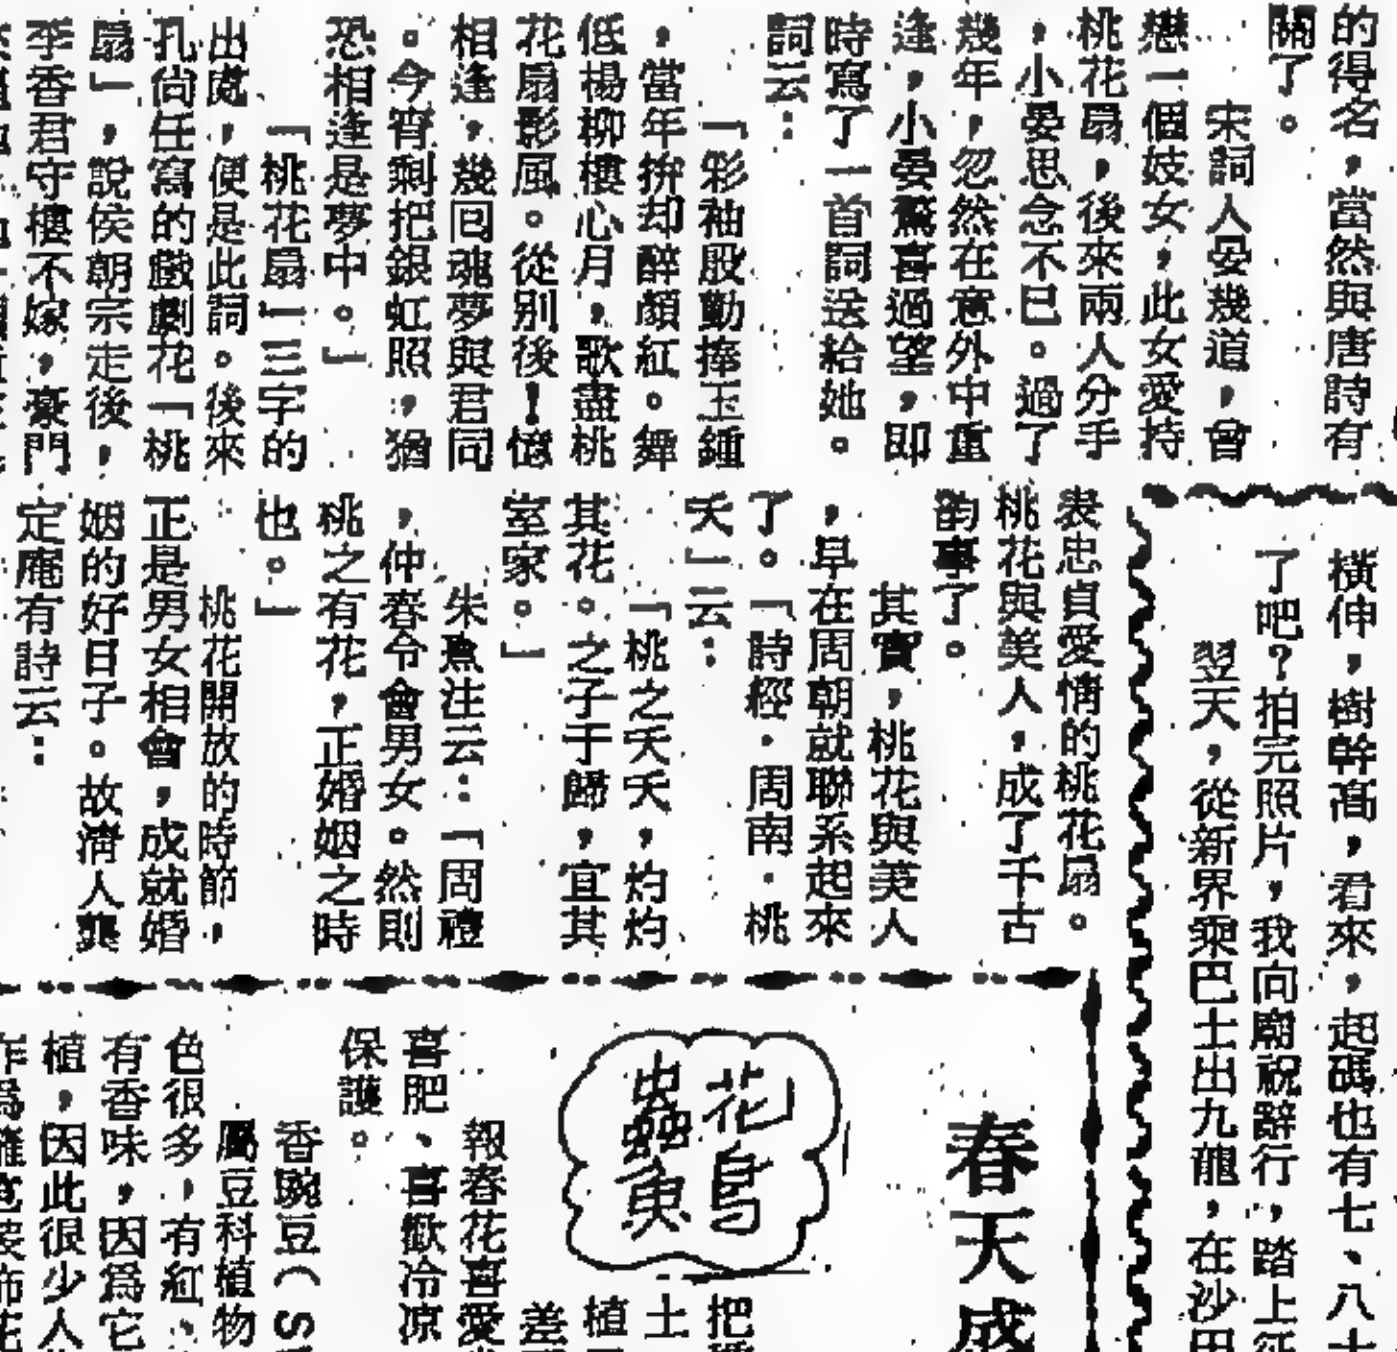 的得名，當然與唐詩有
關了。
宋詞人晏幾道，曾
戀一個妓女，此女愛持
桃花扇，後來兩人分手
，小晏思念不已。過了
幾年，忽然在意外中重
逢，小晏驚喜過望，即
時寫了一首詞送給她。
詞云：
「彩袖殷勤捧玉鍾
，當年拚却醉顏紅。舞
低楊柳樓心月，歌盡桃
花扇影風。從別後！憶
相逢，幾囘魂夢與君同
。今宵剩把銀虹照，猶
恐相逢是夢中。」
「桃花扇」三字的
出處，便是此詞。後來
孔尚任寫的戲劇花「桃
扇」，說侯朝宗走後，
李香君守樓不嫁，豪門
表忠貞愛情的桃花扇。
桃花與美人，成了千古
韵事了。
其實，桃花與美人
，早在周朝就聯系起來
了。「詩經．周南．桃
夭」云：
「桃之夭夭，灼灼
其花。之子于歸，宜其
室家。」
朱熹注云：「周禮
，仲春令會男女。然則
桃之有花，正婚姻之時
也。」
桃花開放的時節，
正是男女相會，成就婚
姻的好日子。故清人龔
定庵有詩云：
橫伸，樹幹高，看來，起碼也有七、八
了吧？拍完照片，我向廟祝辭行，踏上
翌天，從新界乘巴士出九龍，在沙田
春天
花鳥
蟲魚
把
土
植
差
報春花喜愛
喜肥、喜歡冷凉
保護。
香豌豆（S
屬豆科植物
色很多，有紅、
有香味，因爲它
植，因此很少人